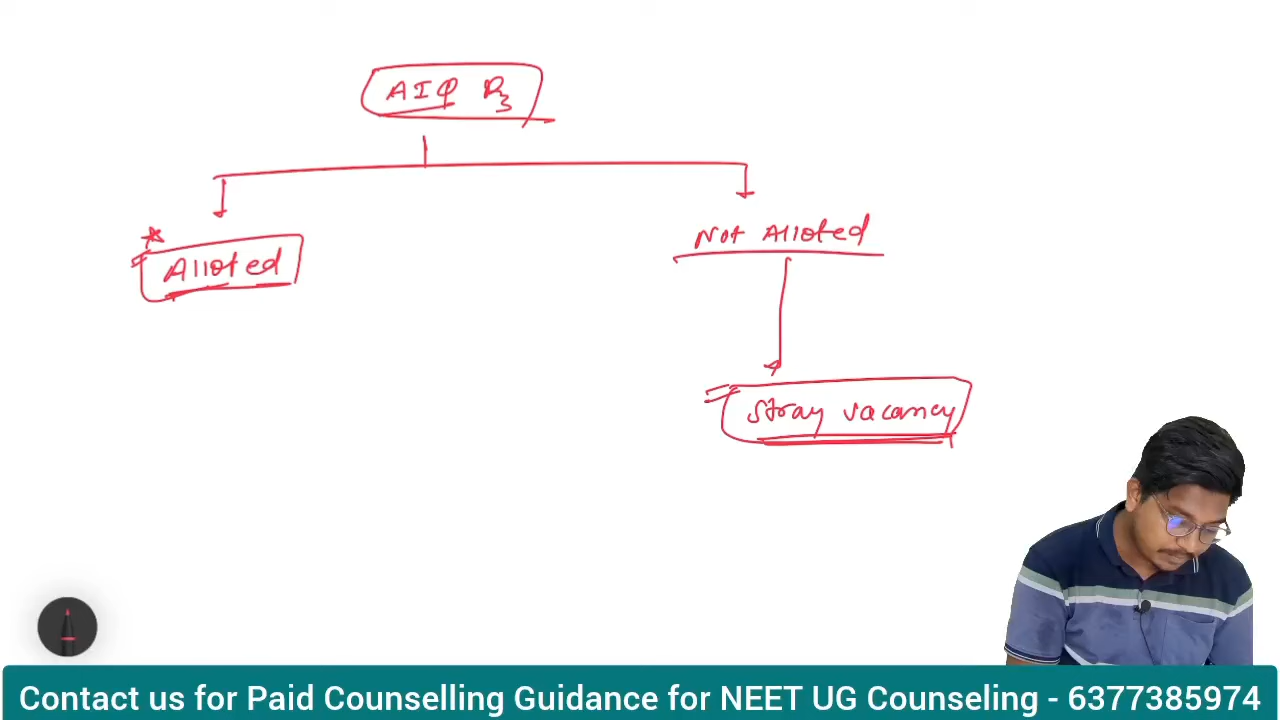 AIQ R3
Alloted
Not Alloted
stray vacancy
Contact us for Paid Counselling Guidance for NEET UG Counseling - 6377385974